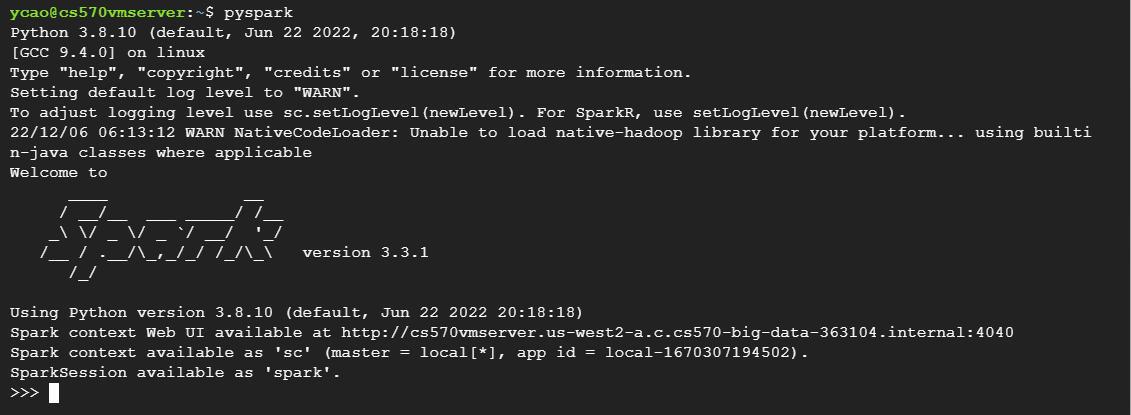 ycao@cs570vmserver:~$ pyspark
Python 3.8.10 (default, Jun 22 2022, 20:18:18)
[GCC 9.4.0] on linux
Type "help", "copyright", "credits" or "license" for more information.
Setting default log level to "WARN".
To adjust logging level use sc.setLogLevel(newLevel). For SparkR, use setLogLevel(newLevel).
22/12/06 06:13:12 WARN NativeCodeLoader: Unable to load native-hadoop library for your platform... using builti
n-java classes where applicable
Welcome to
      ____              __
     / __/__  ___ _____/ /__
    _\ \/ _ \/ _ `/ __/  '_/
   /__ / .__/\_,_/_/ /_/\_\   version 3.3.1
      /_/
Using Python version 3.8.10 (default, Jun 22 2022 20:18:18)
Spark context Web UI available at http://cs570vmserver.us-west2-a.c.cs570-big-data-363104.internal:4040
Spark context available as 'sc' (master = local[*], app id = local-1670307194502).
SparkSession available as 'spark'.
>>>